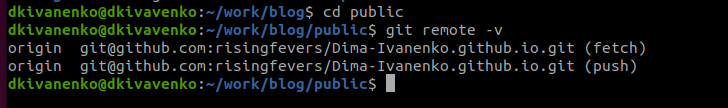 dkivanenko@dkivavenko:~/work/blog$ cd public
dkivanenko@dkivavenko:~/work/blog/public$ git remote -v
origin  git@github.com:risingfevers/Dima-Ivanenko.github.io.git (fetch)
origin  git@github.com:risingfevers/Dima-Ivanenko.github.io.git (push)
dkivanenko@dkivavenko:~/work/blog/public$